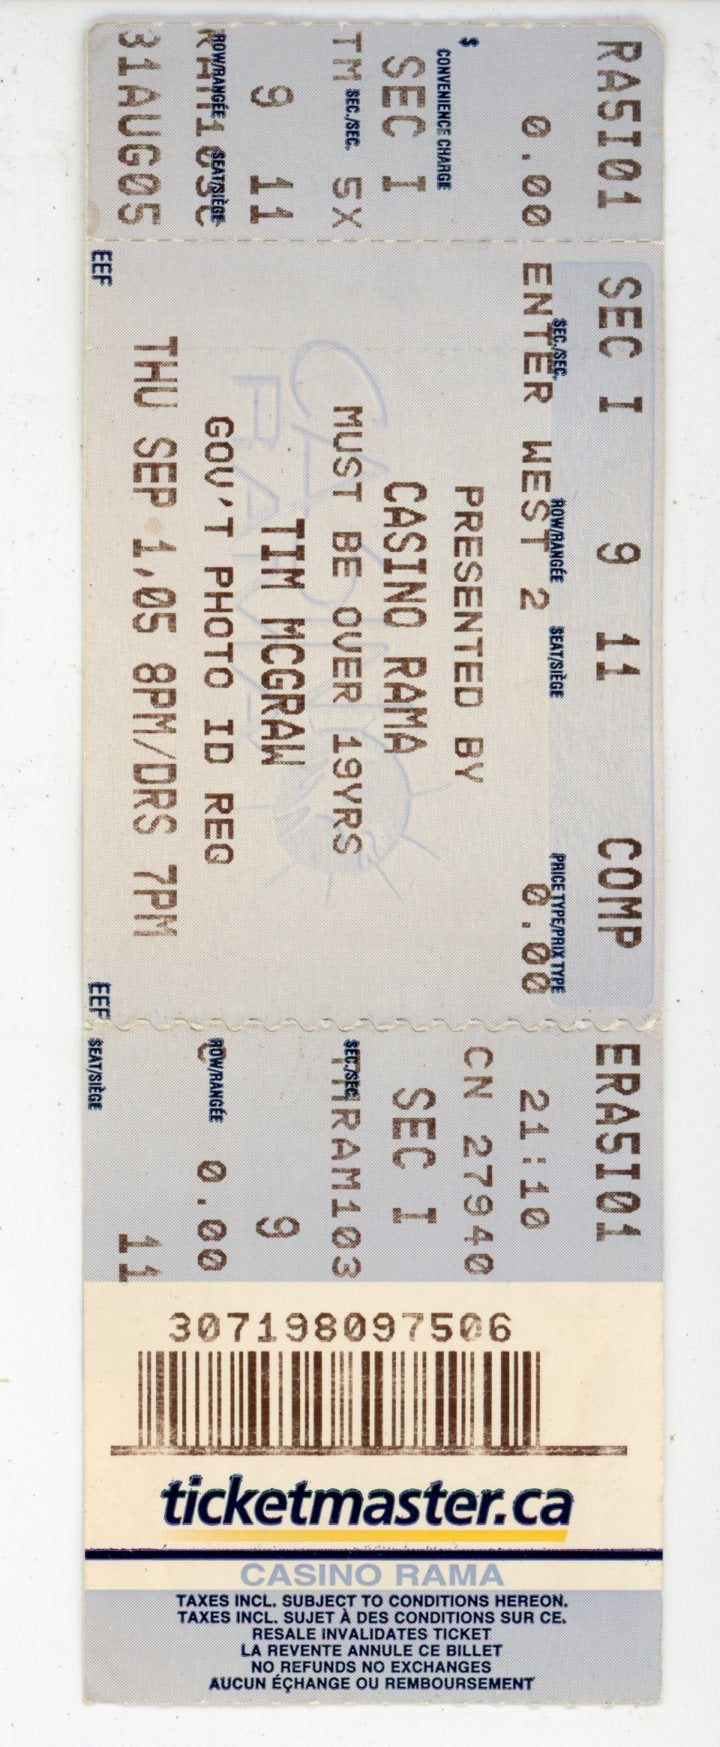 RASI01
0.00
$
CONVENIENCE CHARGE
SEC I
SEC./SEC.
TM 5X
9 11
ROW/RANGÉE SEAT/SIÈGE
31AUG05
SEC I 9 11 COMP
SEC./SEC. ROW/RANGÉE SEAT/SIÈGE PRICE TYPE/PRIX TYPE
ENTER WEST 2 0.00
PRESENTED BY
CASINO RAMA
MUST BE OVER 19YRS
TIM MCGRAW
GOV'T PHOTO ID REQ
THU SEP 1,05 8PM/DRS 7PM
EEF EEF
CASINO
RAMA
ERASI01
21:10
CN 27940
SEC I
SEC./SEC.
9
ROW/RANGÉE
0.00
11
SEAT/SIÈGE
307198097506
ticketmaster.ca
CASINO RAMA
TAXES INCL. SUBJECT TO CONDITIONS HEREON.
TAXES INCL. SUJET À DES CONDITIONS SUR CE.
RESALE INVALIDATES TICKET
LA REVENTE ANNULE CE BILLET
NO REFUNDS NO EXCHANGES
AUCUN ÉÇHANGE OU REMBOURSEMENT